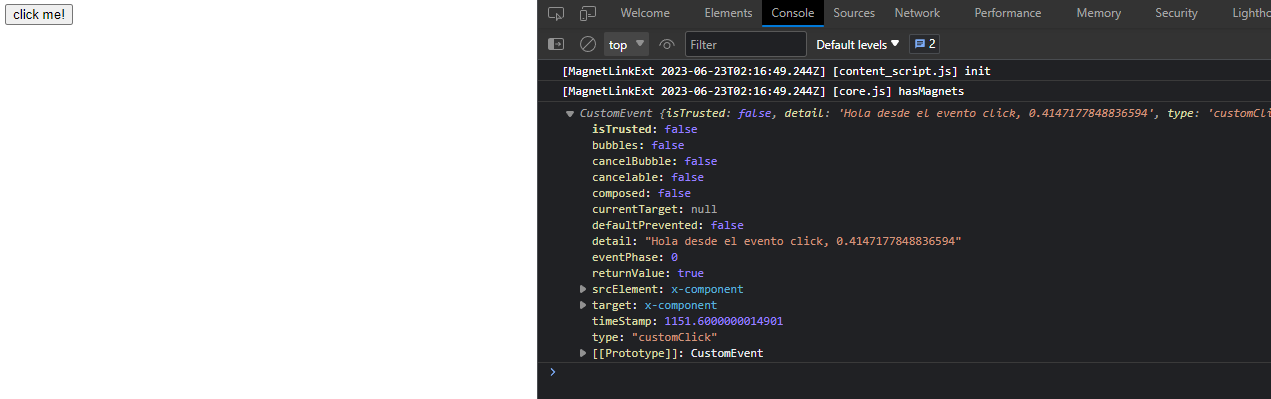 click me!
Welcome Elements Console Sources Network Performance Memory Security Lightho
top Filter Default levels 2
[MagnetLinkExt 2023-06-23T02:16:49.244Z] [content_script.js] init
[MagnetLinkExt 2023-06-23T02:16:49.244Z] [core.js] hasMagnets
CustomEvent {isTrusted: false, detail: 'Hola desde el evento click, 0.4147177848836594', type: 'customCli
isTrusted: false
bubbles: false
cancelBubble: false
cancelable: false
composed: false
currentTarget: null
defaultPrevented: false
detail: "Hola desde el evento click, 0.4147177848836594"
eventPhase: 0
returnValue: true
srcElement: x-component
target: x-component
timeStamp: 1151.6000000014901
type: "customClick"
[[Prototype]]: CustomEvent